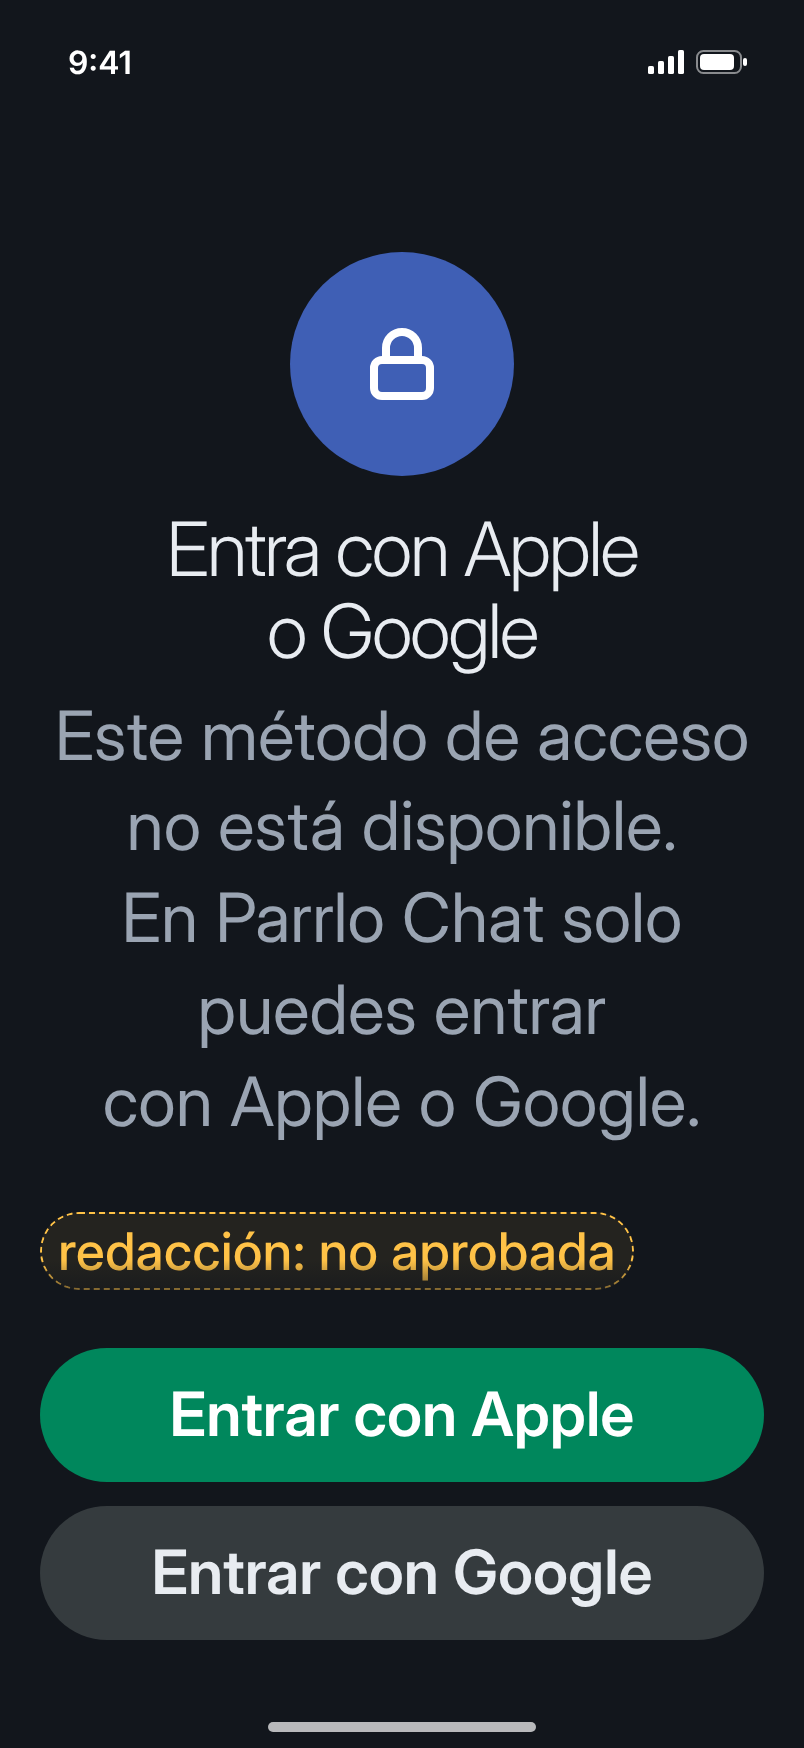 9:41
Entra con Apple
o Google
Este método de acceso
no está disponible.
En Parrlo Chat solo
puedes entrar
con Apple o Google.
redacción: no aprobada
Entrar con Apple
Entrar con Google